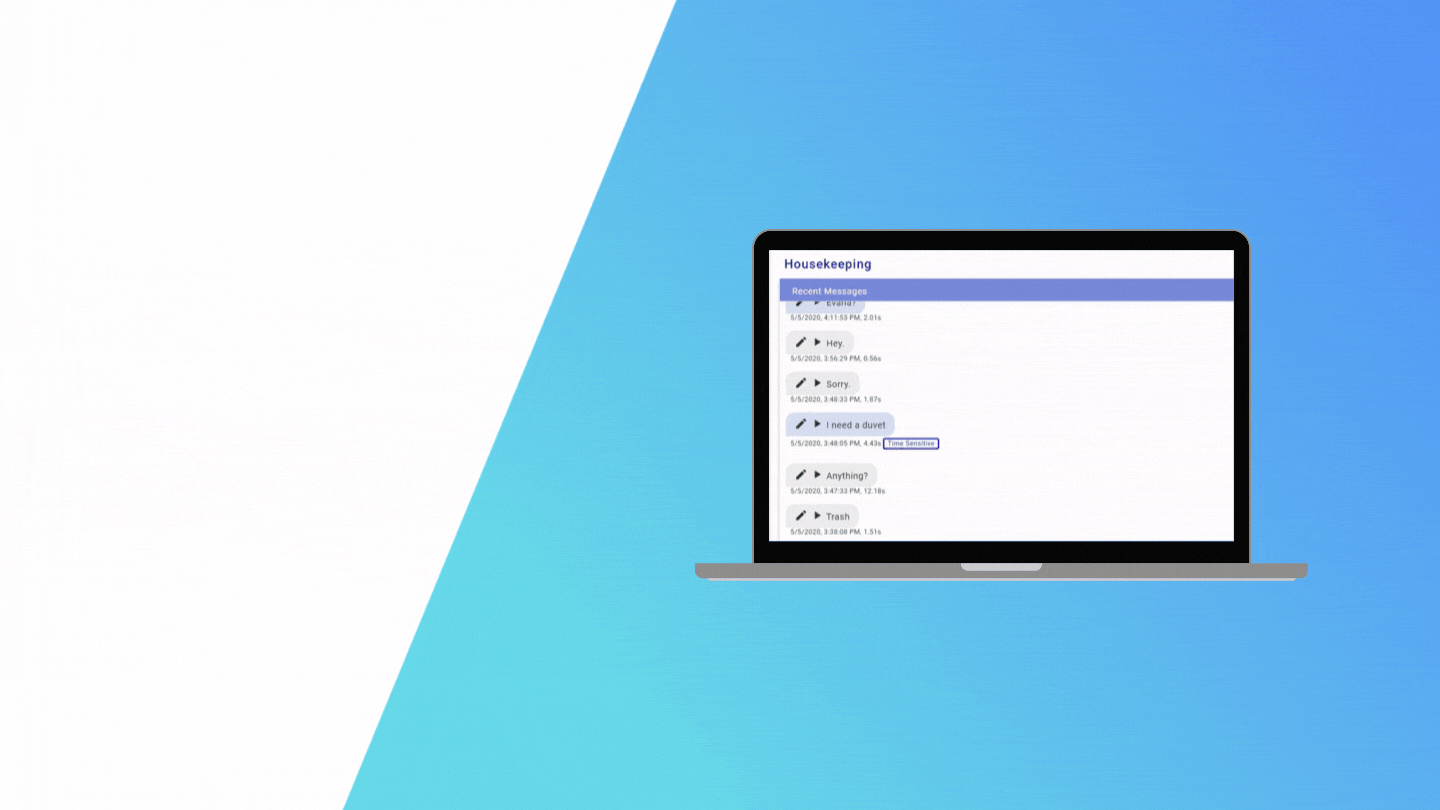 Housekeeping
Recent Messages
Evana?
5/5/2020, 4:11:53 PM, 2.01s
Hey.
5/5/2020, 3:56:29 PM, 0.56s
Sorry.
5/5/2020, 3:48:33 PM, 1.87s
I need a duvet
5/5/2020, 3:48:05 PM, 4.43s Time Sensitive
Anything?
5/5/2020, 3:47:33 PM, 12.18s
Trash
5/5/2020, 3:38:08 PM, 1.51s